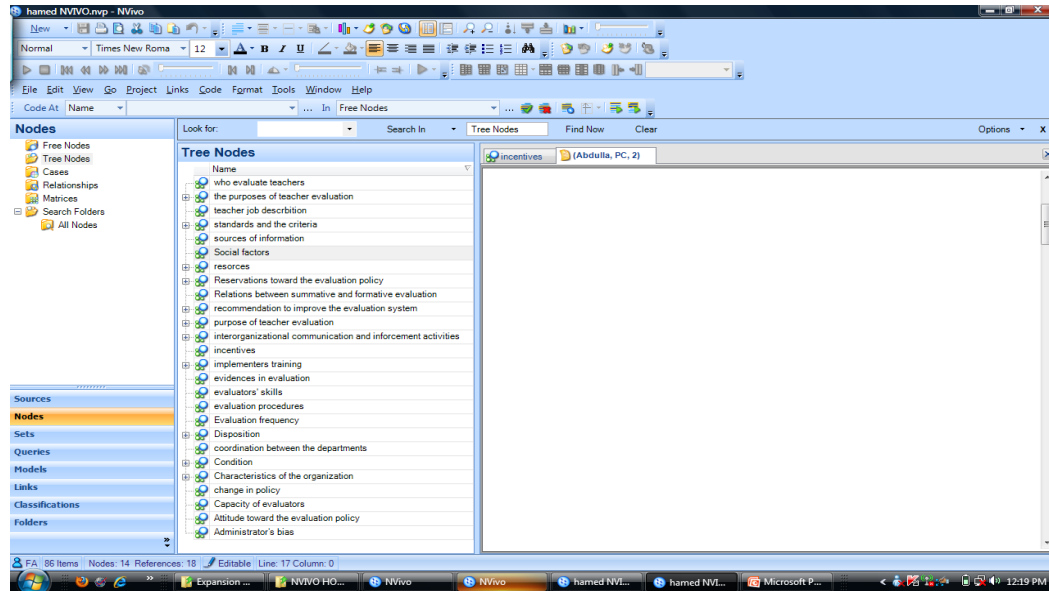 hamed NVIVO.nvp - NVivo
New
Normal Times New Roma 12 A B I U
File Edit View Go Project Links Code Format Tools Window Help
Code At Name ... In Free Nodes ...
Nodes
Look for: Search In Tree Nodes Find Now Clear Options x
Free Nodes
Tree Nodes
Cases
Relationships
Matrices
Search Folders
All Nodes
Sources
Nodes
Sets
Queries
Models
Links
Classifications
Folders
Tree Nodes
Name
who evaluate teachers
the purposes of teacher evaluation
teacher job descrbition
standards and the criteria
sources of information
Social factors
resorces
Reservations toward the evaluation policy
Relations between summative and formative evaluation
recommendation to improve the evaluation system
purpose of teacher evaluation
interorganizational communication and inforcement activities
incentives
implementers training
evidences in evaluation
evaluators' skills
evaluation procedures
Evaluation frequency
Disposition
coordination between the departments
Condition
Characteristics of the organization
change in policy
Capacity of evaluators
Attitude toward the evaluation policy
Administrator's bias
incentives (Abdulla, PC, 2)
FA 86 Items Nodes: 14 References: 18 Editable Line: 17 Column: 0
Expansion ... NVIVO HO... NVivo NVivo hamed NVI... hamed NVI... Microsoft P... 12:19 PM